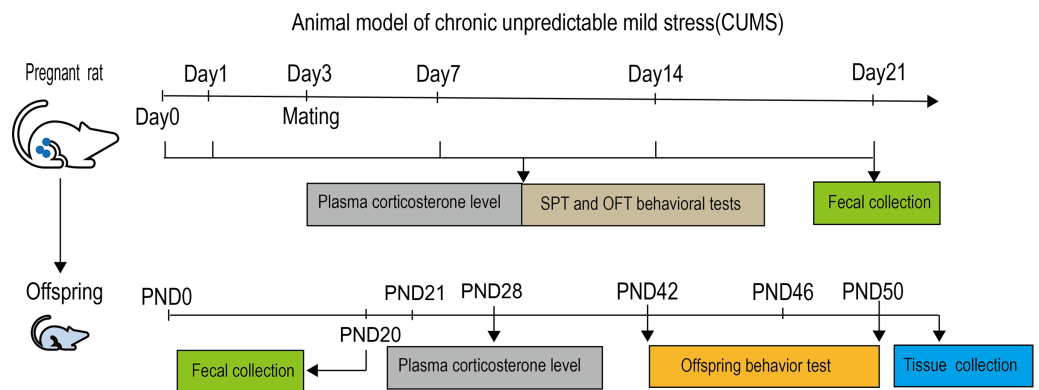 Animal model of chronic unpredictable mild stress(CUMS)
Pregnant rat
Day1
Day3
Day7
Day14
Day21
Day0
Mating
Plasma corticosterone level
SPT and OFT behavioral tests
Fecal collection
Offspring
PND0
PND21
PND28
PND42
PND46
PND50
PND20
Fecal collection
Plasma corticosterone level
Offspring behavior test
Tissue collection